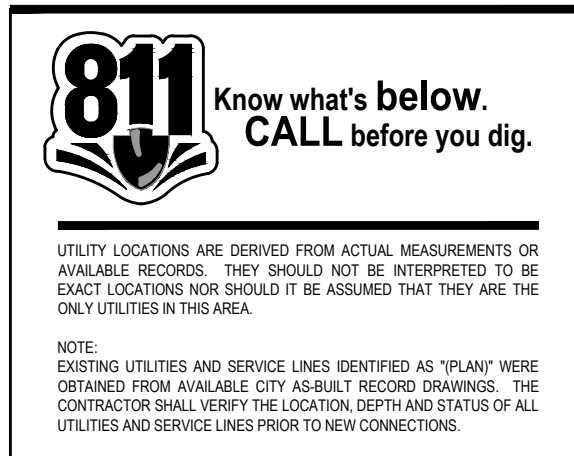 811
Know what's below.
CALL before you dig.
UTILITY LOCATIONS ARE DERIVED FROM ACTUAL MEASUREMENTS OR
AVAILABLE RECORDS. THEY SHOULD NOT BE INTERPRETED TO BE
EXACT LOCATIONS NOR SHOULD IT BE ASSUMED THAT THEY ARE THE
ONLY UTILITIES IN THIS AREA.
NOTE:
EXISTING UTILITIES AND SERVICE LINES IDENTIFIED AS "(PLAN)" WERE
OBTAINED FROM AVAILABLE CITY AS-BUILT RECORD DRAWINGS. THE
CONTRACTOR SHALL VERIFY THE LOCATION, DEPTH AND STATUS OF ALL
UTILITIES AND SERVICE LINES PRIOR TO NEW CONNECTIONS.